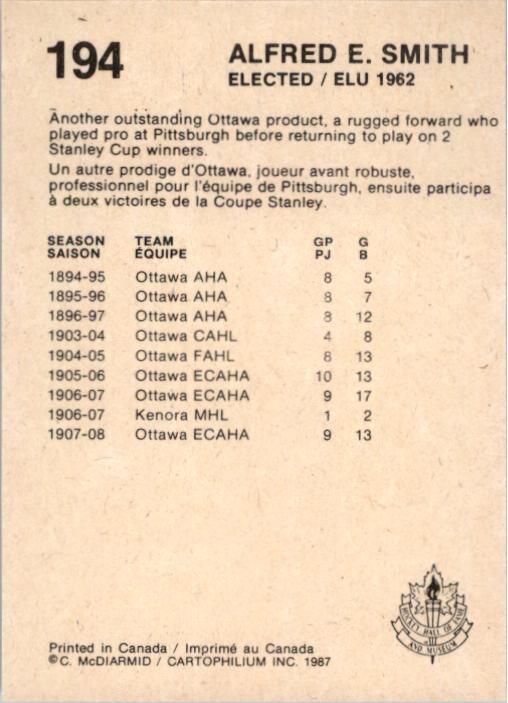 194
ALFRED E. SMITH
ELECTED / ELU 1962
Another outstanding Ottawa product, a rugged forward who
played pro at Pittsburgh before returning to play on 2
Stanley Cup winners.
Un autre prodige d'Ottawa, joueur avant robuste,
professionnel pour l'équipe de Pittsburgh, ensuite participa
à deux victoires de la Coupe Stanley.
SEASON TEAM GP G
SAISON ÉQUIPE PJ B
1894-95 Ottawa AHA 8 5
1895-96 Ottawa AHA 8 7
1896-97 Ottawa AHA 8 12
1903-04 Ottawa CAHL 4 8
1904-05 Ottawa FAHL 8 13
1905-06 Ottawa ECAHA 10 13
1906-07 Ottawa ECAHA 9 17
1906-07 Kenora MHL 1 2
1907-08 Ottawa ECAHA 9 13
HOCKEY HALL OF FAME
AND MUSEUM
Printed in Canada / Imprimé au Canada
©C. McDIARMID / CARTOPHILIUM INC. 1987